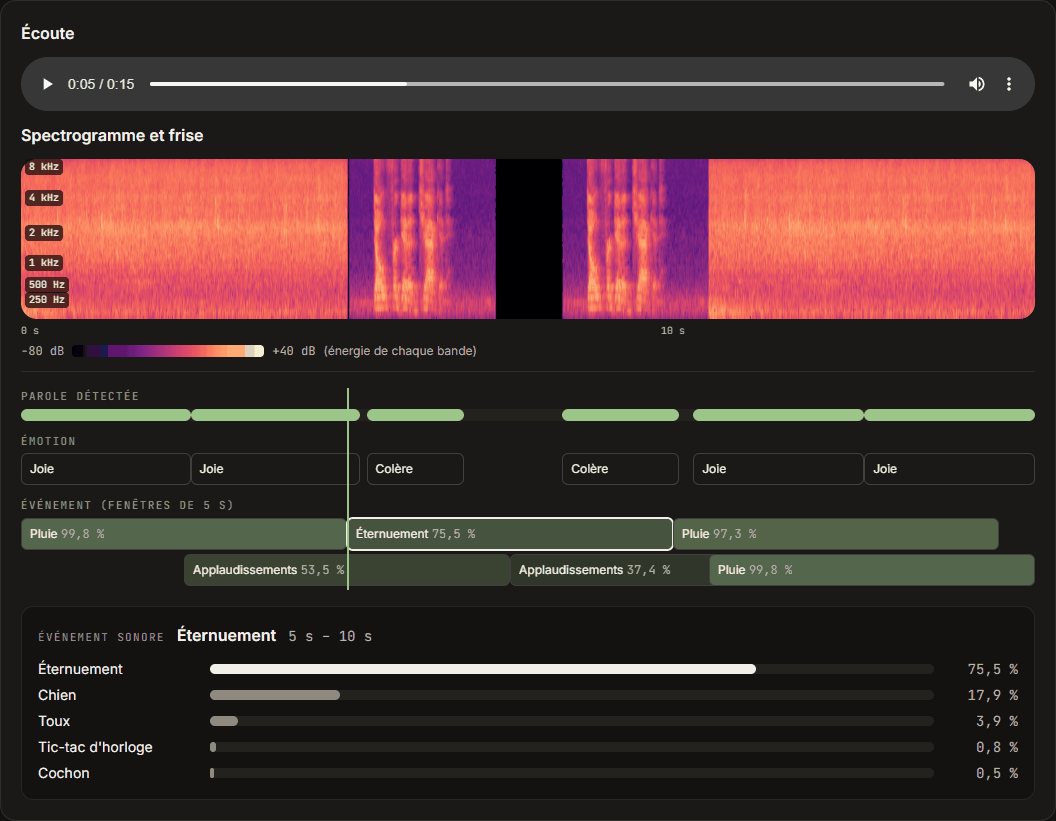 Écoute
0:05 / 0:15
Spectrogramme et frise
8 kHz
4 kHz
2 kHz
1 kHz
500 Hz
250 Hz
0 s 10 s
-80 dB +40 dB (énergie de chaque bande)
PAROLE DÉTECTÉE
ÉMOTION
Joie Joie Colère Colère Joie Joie
ÉVÉNEMENT (FENÊTRES DE 5 S)
Pluie 99,8 % Éternuement 75,5 % Pluie 97,3 %
Applaudissements 53,5 % Applaudissements 37,4 % Pluie 99,8 %
ÉVÉNEMENT SONORE Éternuement 5 s – 10 s
Éternuement 75,5 %
Chien 17,9 %
Toux 3,9 %
Tic-tac d'horloge 0,8 %
Cochon 0,5 %